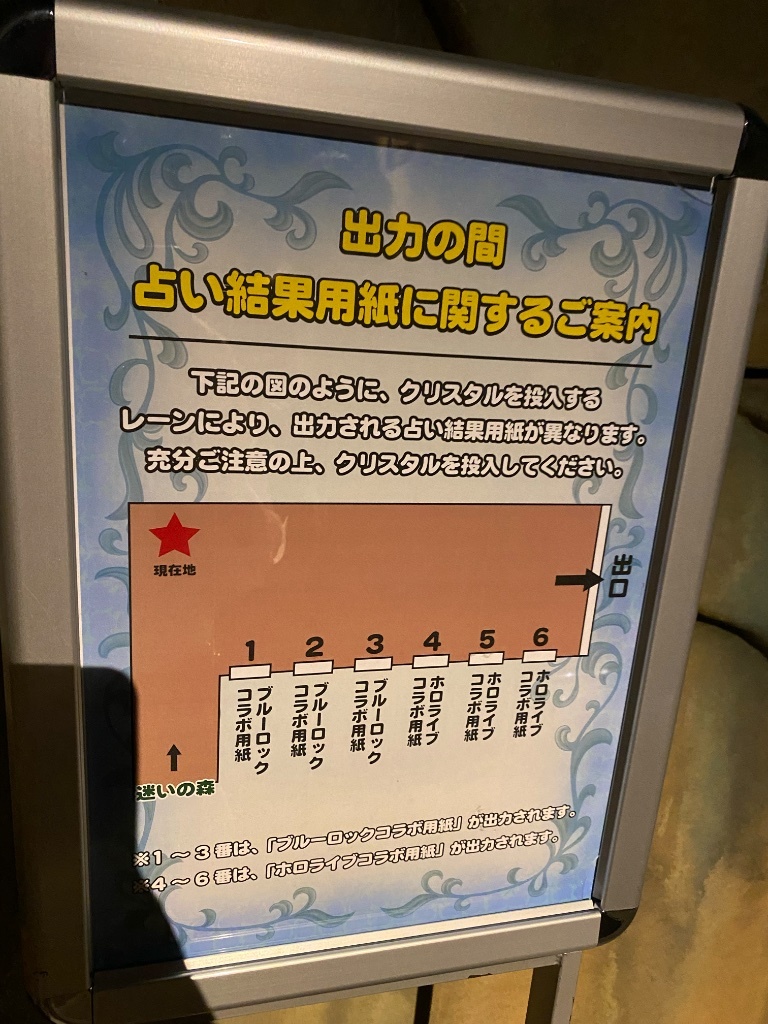 出力の間
占い結果用紙に関するご案内
下記の図のように、クリスタルを投入する
レーンにより、出力される占い結果用紙が異なります。
充分ご注意の上、クリスタルを投入してください。
現在地
出口
1
2
3
4
5
6
ブルーロック
コラボ用紙
ブルーロック
コラボ用紙
ブルーロック
コラボ用紙
ホロライブ
コラボ用紙
ホロライブ
コラボ用紙
ホロライブ
コラボ用紙
迷いの森
※1～3番は、「ブルーロックコラボ用紙」が出力されます。
※4～6番は、「ホロライブコラボ用紙」が出力されます。